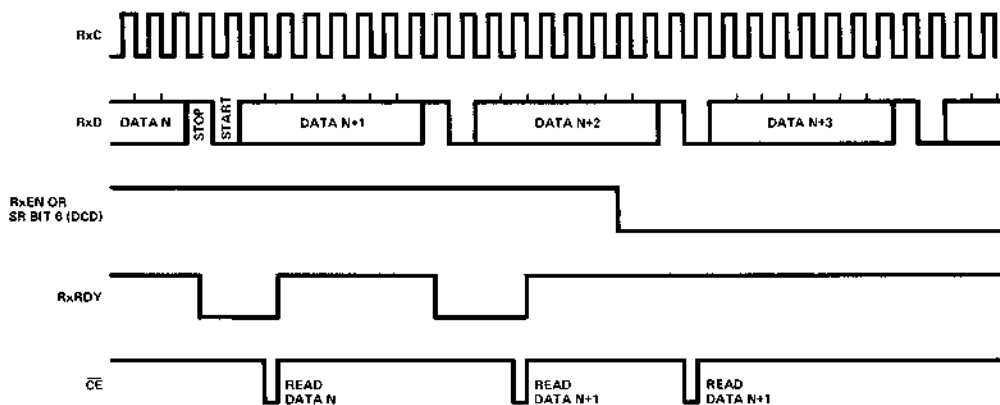 RxC
RxD
DATA N
STOP
START
DATA N+1
DATA N+2
DATA N+3
RxEN OR
SR BIT 6 (DCD)
RxRDY
CE
READ
DATA N
READ
DATA N+1
READ
DATA N+1